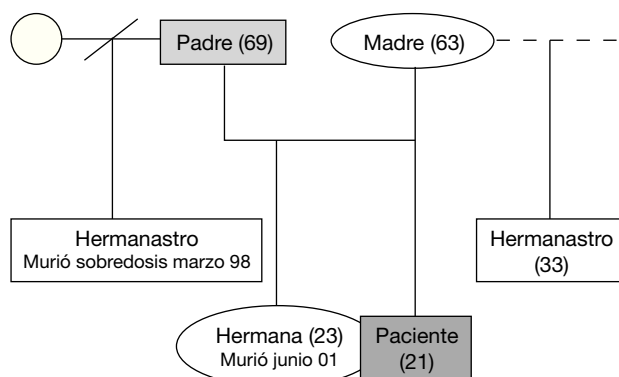 Padre (69)
Madre (63)
Hermanastro
Murió sobredosis marzo 98
Hermanastro
(33)
Hermana (23)
Murió junio 01
Paciente
(21)